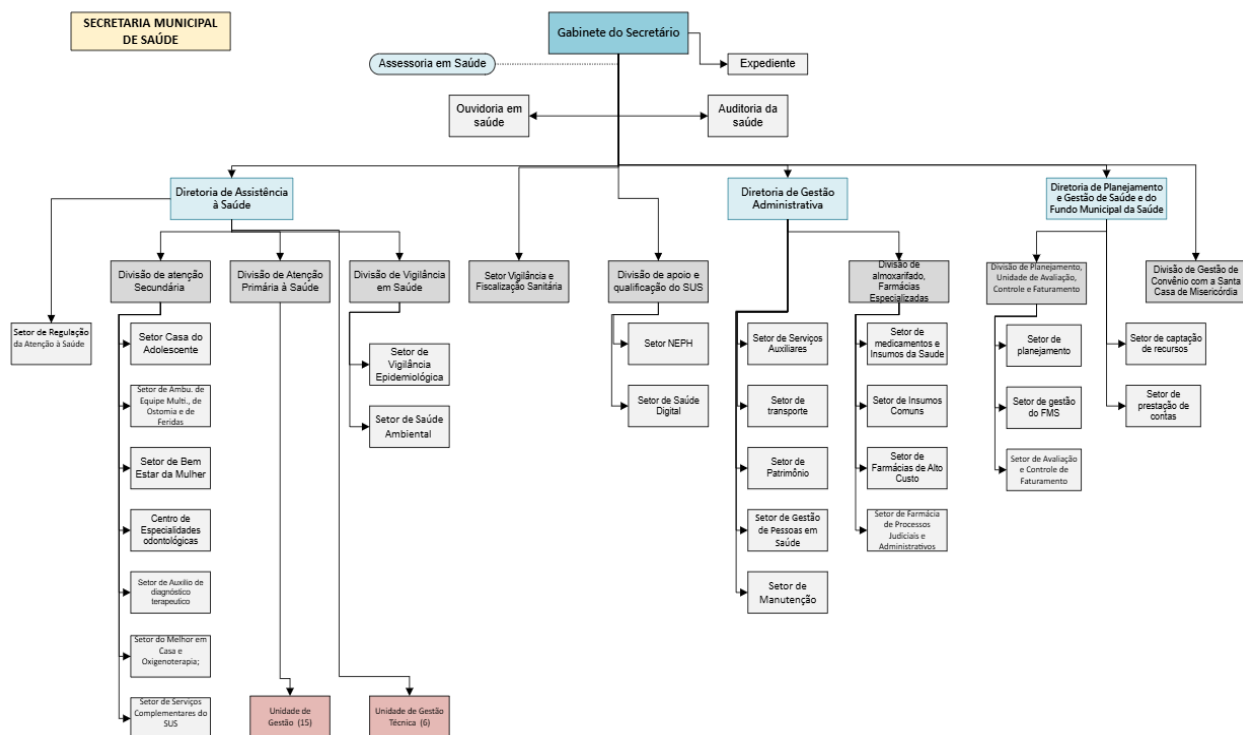 SECRETARIA MUNICIPAL
DE SAÚDE
Gabinete do Secretário
Assessoria em Saúde
Expediente
Ouvidoria em
saúde
Auditoria da
saúde
Diretoria de Assistência
à Saúde
Diretoria de Gestão
Administrativa
Diretoria de Planejamento
e Gestão de Saúde e do
Fundo Municipal da Saúde
Divisão de atenção
Secundária
Divisão de Atenção
Primária à Saúde
Divisão de Vigilância
em Saúde
Setor Vigilância e
Fiscalização Sanitária
Divisão de apoio e
qualificação do SUS
Divisão de
almoxarifado,
Farmácias
Especializadas
Divisão de Planejamento,
Unidade de Avaliação,
Controle e Faturamento
Divisão de Gestão de
Convênio com a Santa
Casa de Misericórdia
Setor de Regulação
da Atenção à Saúde
Setor Casa do
Adolescente
Setor de Ambu. de
Equipe Multi., de
Ostomia e de
Feridas
Setor de Bem
Estar da Mulher
Centro de
Especialidades
odontológicas
Setor de Auxilio de
diagnóstico
terapeutico
Setor do Melhor em
Casa e
Oxigenoterapia;
Setor de Serviços
Complementares do
SUS
Unidade de
Gestão (15)
Unidade de Gestão
Técnica (6)
Setor de
Vigilância
Epidemiológica
Setor de Saúde
Ambiental
Setor NEPH
Setor de Saúde
Digital
Setor de Serviços
Auxiliares
Setor de
transporte
Setor de
Patrimônio
Setor de Gestão
de Pessoas em
Saúde
Setor de
Manutenção
Setor de
medicamentos e
Insumos da Saude
Setor de Insumos
Comuns
Setor de
Farmácias de Alto
Custo
Setor de Farmácia
de Processos
Judiciais e
Administrativos
Setor de
planejamento
Setor de gestão
do FMS
Setor de Avaliação
e Controle de
Faturamento
Setor de captação
de recursos
Setor de
prestação de
contas